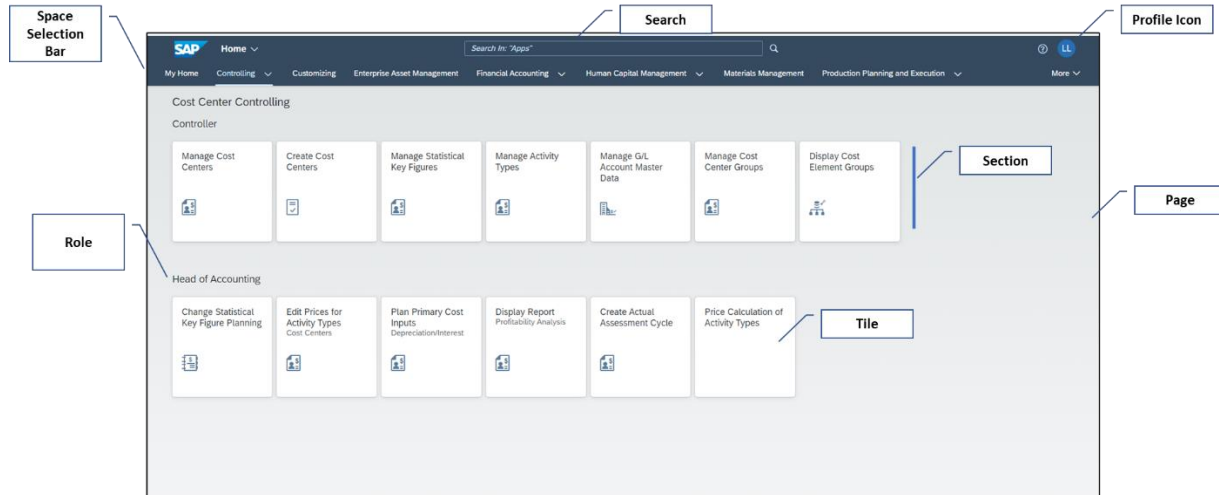 Space
Selection
Bar
Search
Profile Icon
SAP Home
Search In: "Apps"
LL
My Home Controlling Customizing Enterprise Asset Management Financial Accounting Human Capital Management Materials Management Production Planning and Execution More
Cost Center Controlling
Controller
Manage Cost
Centers
Create Cost
Centers
Manage Statistical
Key Figures
Manage Activity
Types
Manage G/L
Account Master
Data
Manage Cost
Center Groups
Display Cost
Element Groups
Section
Page
Role
Head of Accounting
Change Statistical
Key Figure Planning
Edit Prices for
Activity Types
Cost Centers
Plan Primary Cost
Inputs
Depreciation/Interest
Display Report
Profitability Analysis
Create Actual
Assessment Cycle
Price Calculation of
Activity Types
Tile